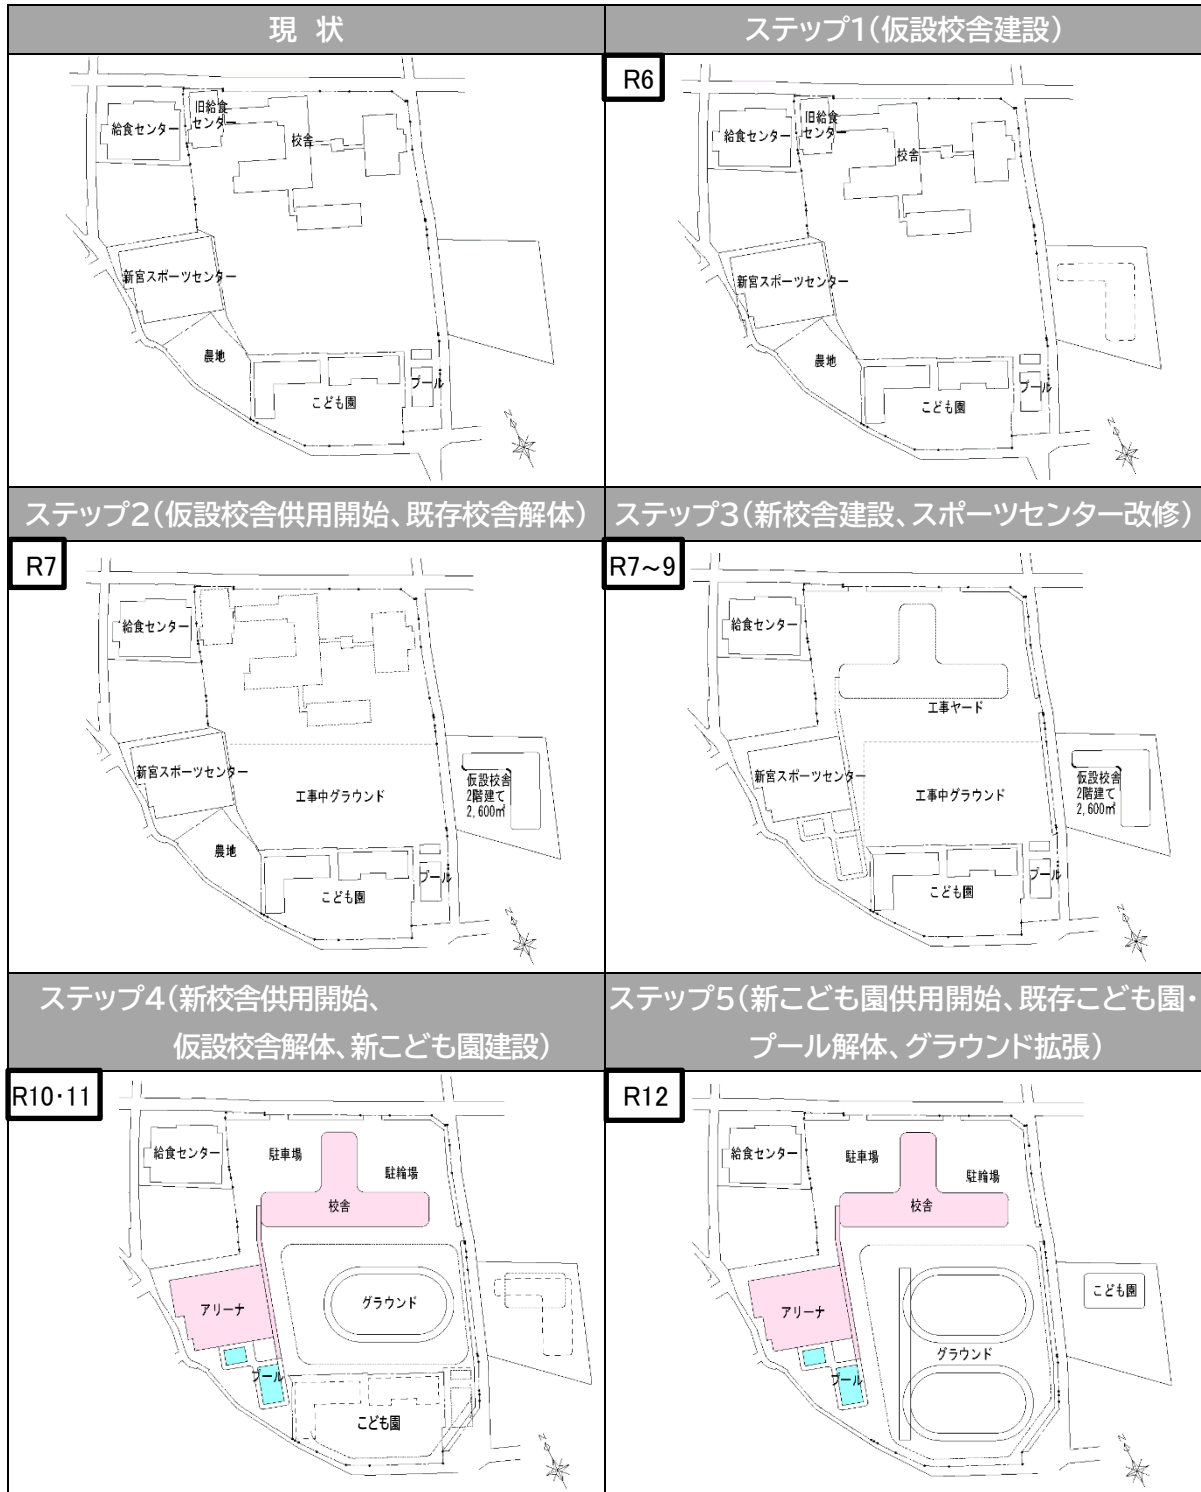 現 状
給食センター
旧給食
センター
校舎
新宮スポーツセンター
農地
こども園
プール
N
ステップ1(仮設校舎建設)
R6
給食センター
旧給食
センター
校舎
新宮スポーツセンター
農地
こども園
プール
N
ステップ2(仮設校舎供用開始、既存校舎解体)
R7
給食センター
新宮スポーツセンター
工事中グラウンド
仮設校舎
2階建て
2,600㎡
農地
こども園
プール
N
ステップ3(新校舎建設、スポーツセンター改修)
R7~9
給食センター
工事ヤード
新宮スポーツセンター
工事中グラウンド
仮設校舎
2階建て
2,600㎡
こども園
プール
N
ステップ4(新校舎供用開始、
仮設校舎解体、新こども園建設)
R10・11
給食センター
駐車場
駐輪場
校舎
アリーナ
グラウンド
プール
こども園
N
ステップ5(新こども園供用開始、既存こども園・
プール解体、グラウンド拡張)
R12
給食センター
駐車場
駐輪場
校舎
アリーナ
こども園
グラウンド
プール
N